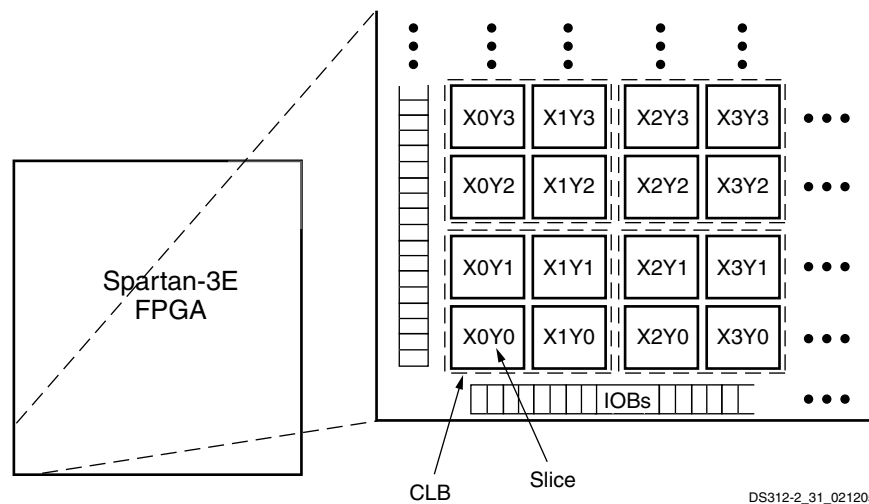 X0Y3 X1Y3 X2Y3 X3Y3
X0Y2 X1Y2 X2Y2 X3Y2
Spartan-3E
FPGA
X0Y1 X1Y1 X2Y1 X3Y1
X0Y0 X1Y0 X2Y0 X3Y0
IOBs
CLB
Slice
DS312-2_31_021205